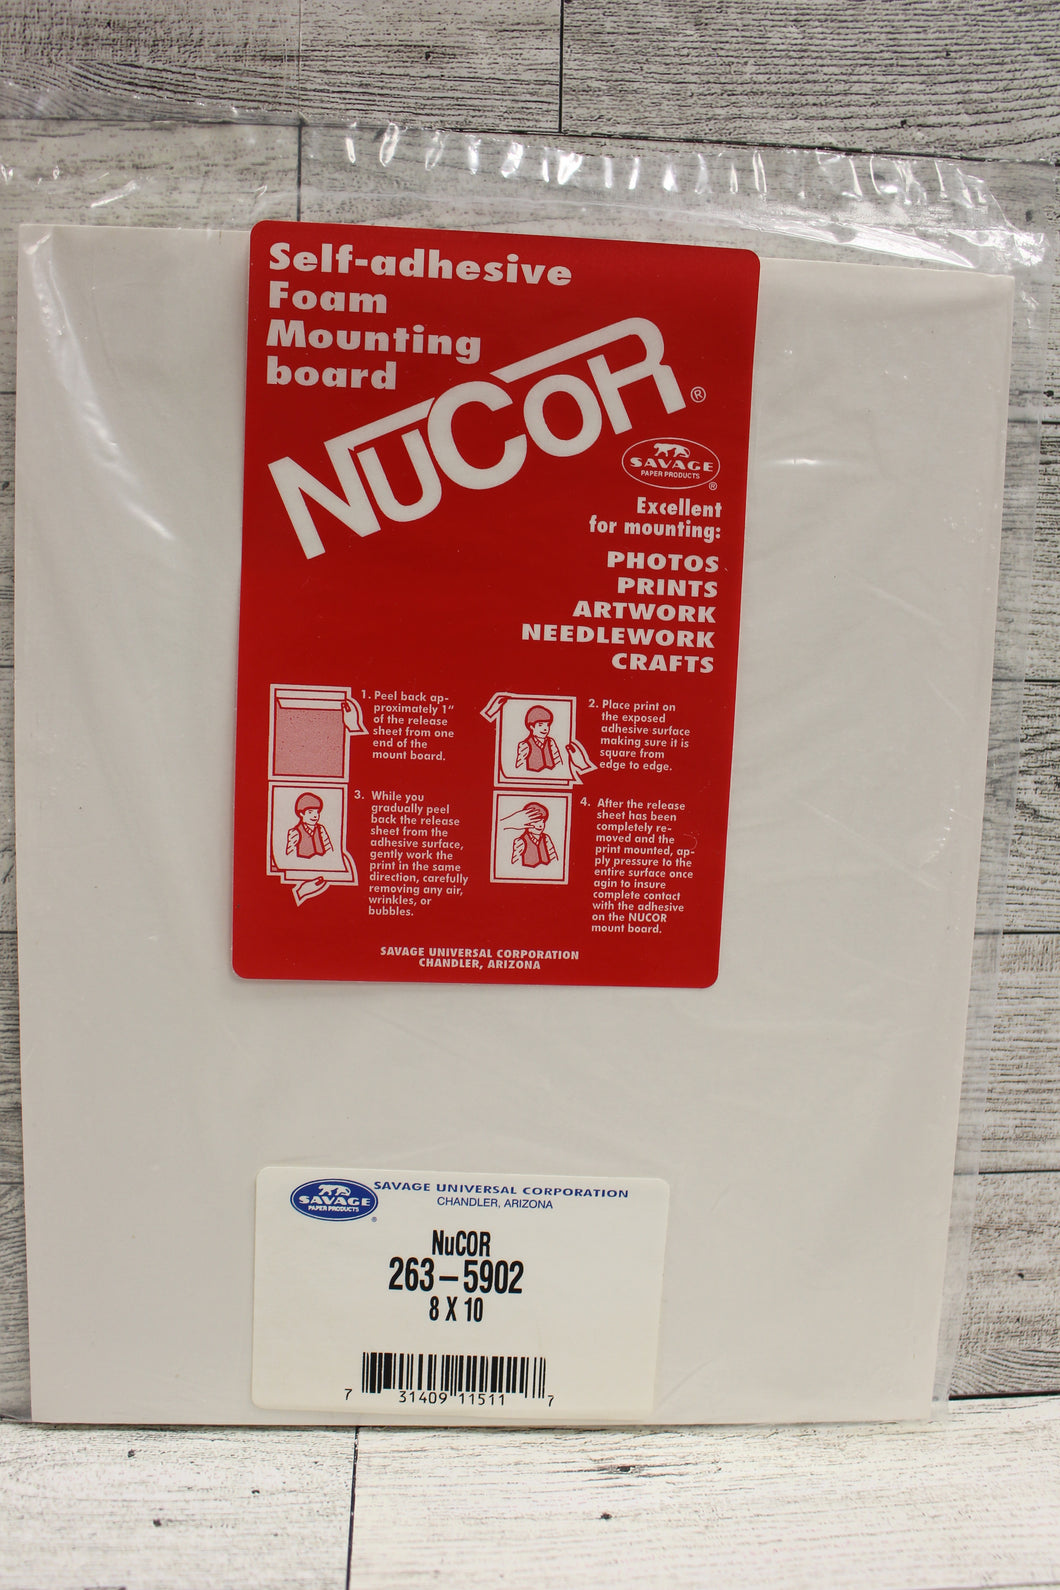 Self-adhesive
Foam
Mounting
board
NuCOR®
SAVAGE
PAPER PRODUCTS
®
Excellent
for mounting:
PHOTOS
PRINTS
ARTWORK
NEEDLEWORK
CRAFTS
1. Peel back ap-
proximately 1"
of the release
sheet from one
end of the
mount board.
2. Place print on
the exposed
adhesive surface
making sure it is
square from
edge to edge.
3. While you
gradually peel
back the release
sheet from the
adhesive surface,
gently work the
print in the same
direction, carefully
removing any air,
wrinkles, or
bubbles.
4. After the release
sheet has been
completely re-
moved and the
print mounted, ap-
ply pressure to the
entire surface once
agin to insure
complete contact
with the adhesive
on the NUCOR
mount board.
SAVAGE UNIVERSAL CORPORATION
CHANDLER, ARIZONA
SAVAGE
PAPER PRODUCTS
®
SAVAGE UNIVERSAL CORPORATION
CHANDLER, ARIZONA
NuCOR
263-5902
8 X 10
7 31409 11511 7